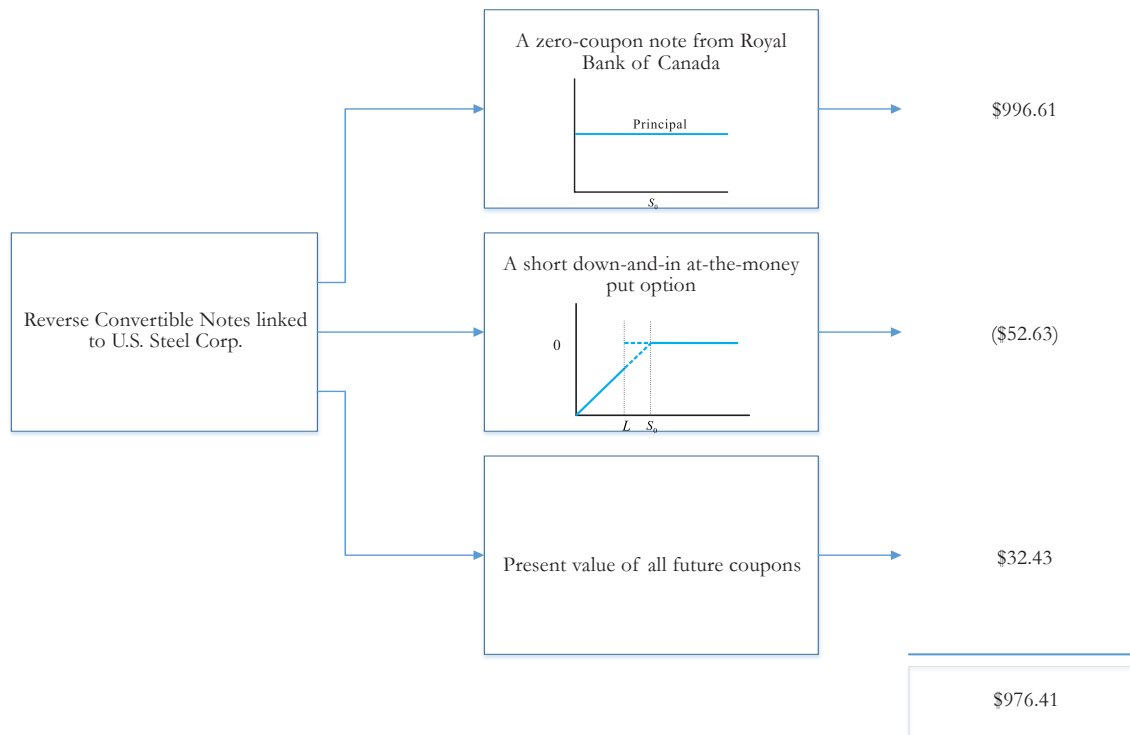 A zero-coupon note from Royal
Bank of Canada
Principal
S₀
$996.61
Reverse Convertible Notes linked
to U.S. Steel Corp.
A short down-and-in at-the-money
put option
0
L S₀
($52.63)
Present value of all future coupons
$32.43
$976.41